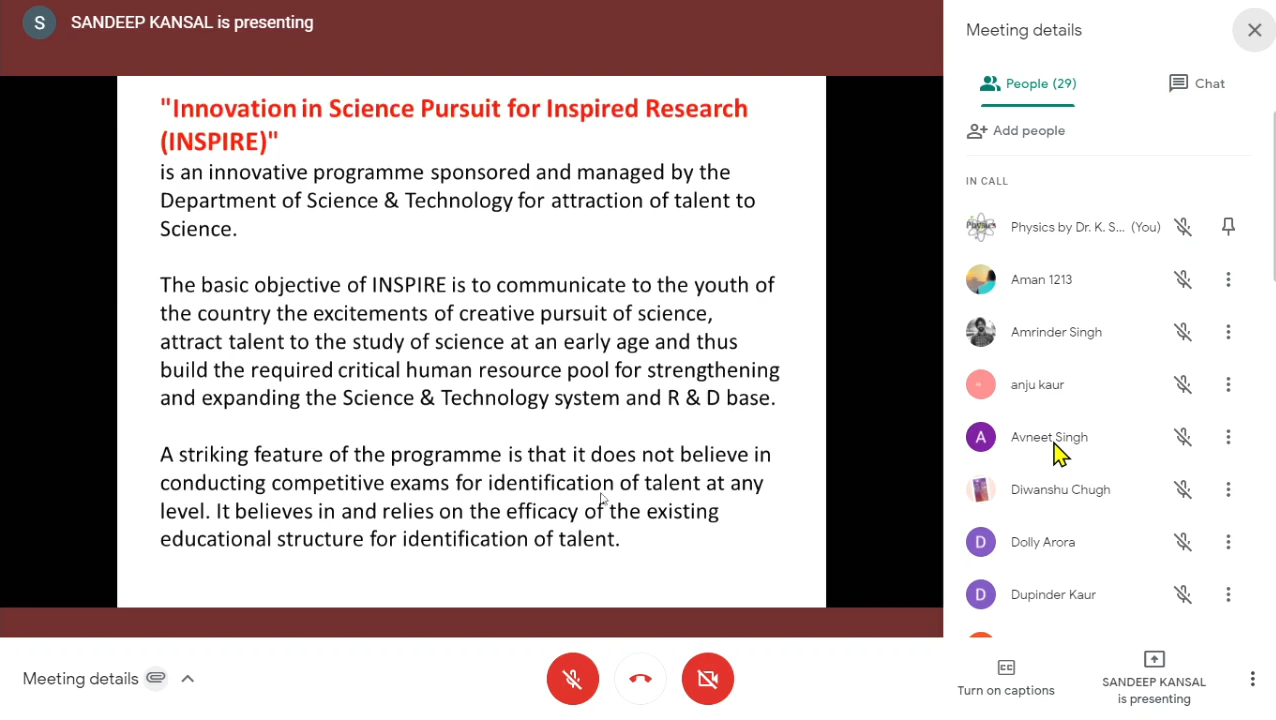 S SANDEEP KANSAL is presenting
"Innovation in Science Pursuit for Inspired Research
(INSPIRE)"
is an innovative programme sponsored and managed by the
Department of Science & Technology for attraction of talent to
Science.
The basic objective of INSPIRE is to communicate to the youth of
the country the excitements of creative pursuit of science,
attract talent to the study of science at an early age and thus
build the required critical human resource pool for strengthening
and expanding the Science & Technology system and R & D base.
A striking feature of the programme is that it does not believe in
conducting competitive exams for identification of talent at any
level. It believes in and relies on the efficacy of the existing
educational structure for identification of talent.
Meeting details
People (29) Chat
Add people
IN CALL
Physics Physics by Dr. K. S... (You)
Aman 1213
Amrinder Singh
anju kaur
A Avneet Singh
Diwanshu Chugh
D Dolly Arora
D Dupinder Kaur
Meeting details
CC Turn on captions
SANDEEP KANSAL
is presenting